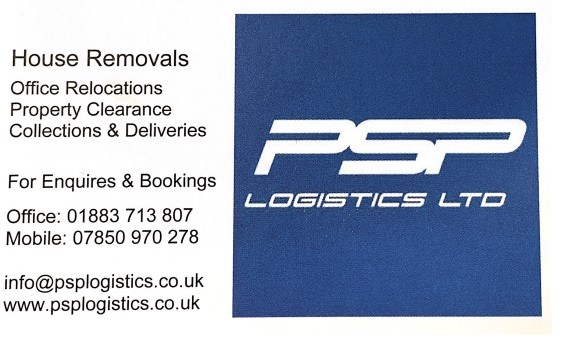 House Removals
Office Relocations
Property Clearance
Collections & Deliveries
For Enquires & Bookings
Office: 01883 713 807
Mobile: 07850 970 278
info@psplogistics.co.uk
www.psplogistics.co.uk
PSP
LOGISTICS LTD